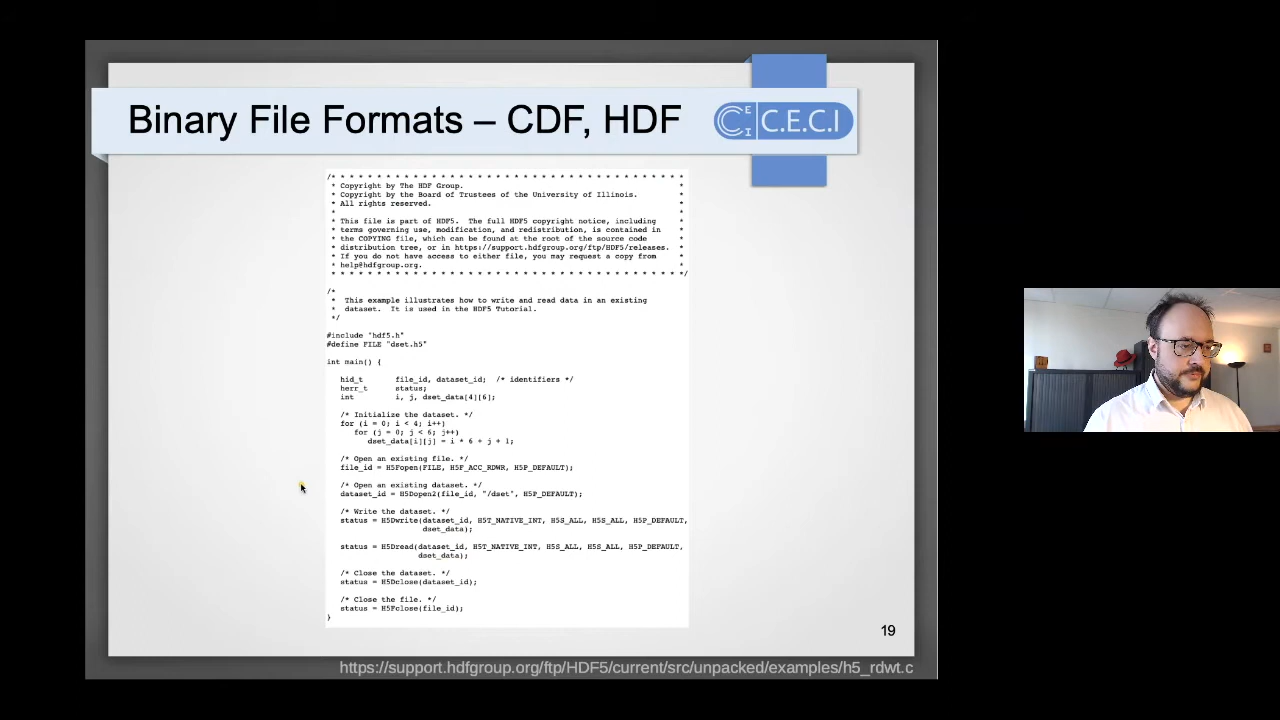 Binary File Formats – CDF, HDF
C E C I C.E.C.I
/* * * * * * * * * * * * * * * * * * * * * * * * * * * * * * * * * * * * * * *
 * Copyright by The HDF Group. *
 * Copyright by the Board of Trustees of the University of Illinois. *
 * All rights reserved. *
 * *
 * This file is part of HDF5. The full HDF5 copyright notice, including *
 * terms governing use, modification, and redistribution, is contained in *
 * the COPYING file, which can be found at the root of the source code *
 * distribution tree, or in https://support.hdfgroup.org/ftp/HDF5/releases. *
 * If you do not have access to either file, you may request a copy from *
 * help@hdfgroup.org. *
 * * * * * * * * * * * * * * * * * * * * * * * * * * * * * * * * * * * * * * */
/*
 * This example illustrates how to write and read data in an existing
 * dataset. It is used in the HDF5 Tutorial.
 */
#include "hdf5.h"
#define FILE "dset.h5"
int main() {
hid_t file_id, dataset_id; /* identifiers */
herr_t status;
int i, j, dset_data[4][6];
/* Initialize the dataset. */
for (i = 0; i < 4; i++)
for (j = 0; j < 6; j++)
dset_data[i][j] = i * 6 + j + 1;
/* Open an existing file. */
file_id = H5Fopen(FILE, H5F_ACC_RDWR, H5P_DEFAULT);
/* Open an existing dataset. */
dataset_id = H5Dopen2(file_id, "/dset", H5P_DEFAULT);
/* Write the dataset. */
status = H5Dwrite(dataset_id, H5T_NATIVE_INT, H5S_ALL, H5S_ALL, H5P_DEFAULT,
dset_data);
status = H5Dread(dataset_id, H5T_NATIVE_INT, H5S_ALL, H5S_ALL, H5P_DEFAULT,
dset_data);
/* Close the dataset. */
status = H5Dclose(dataset_id);
/* Close the file. */
status = H5Fclose(file_id);
}
19
https://support.hdfgroup.org/ftp/HDF5/current/src/unpacked/examples/h5_rdwt.c